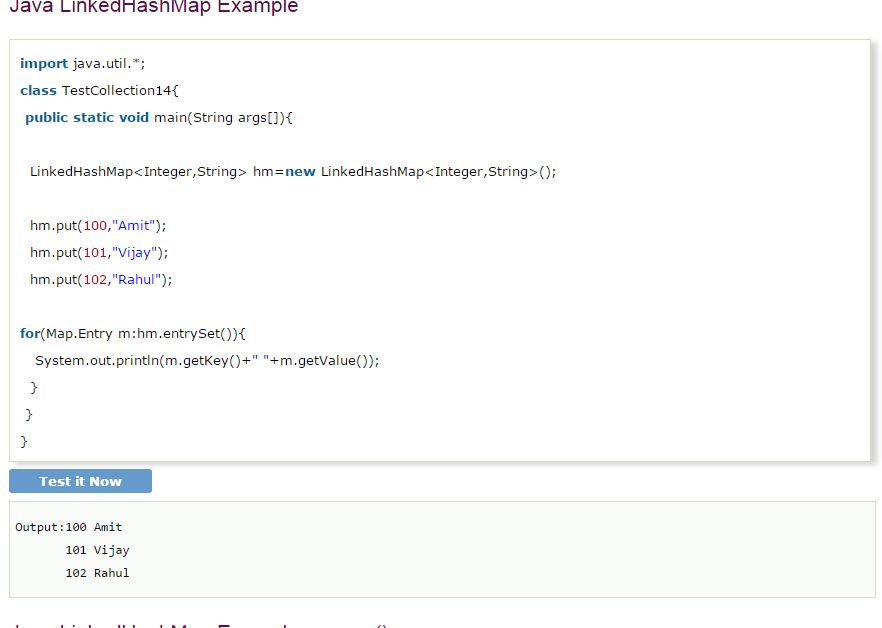 Java LinkedHashMap Example
import java.util.*;
class TestCollection14{
public static void main(String args[]){
LinkedHashMap<Integer,String> hm=new LinkedHashMap<Integer,String>();
hm.put(100,"Amit");
hm.put(101,"Vijay");
hm.put(102,"Rahul");
for(Map.Entry m:hm.entrySet()){
System.out.println(m.getKey()+" "+m.getValue());
}
}
}
Test it Now
Output:100 Amit
101 Vijay
102 Rahul